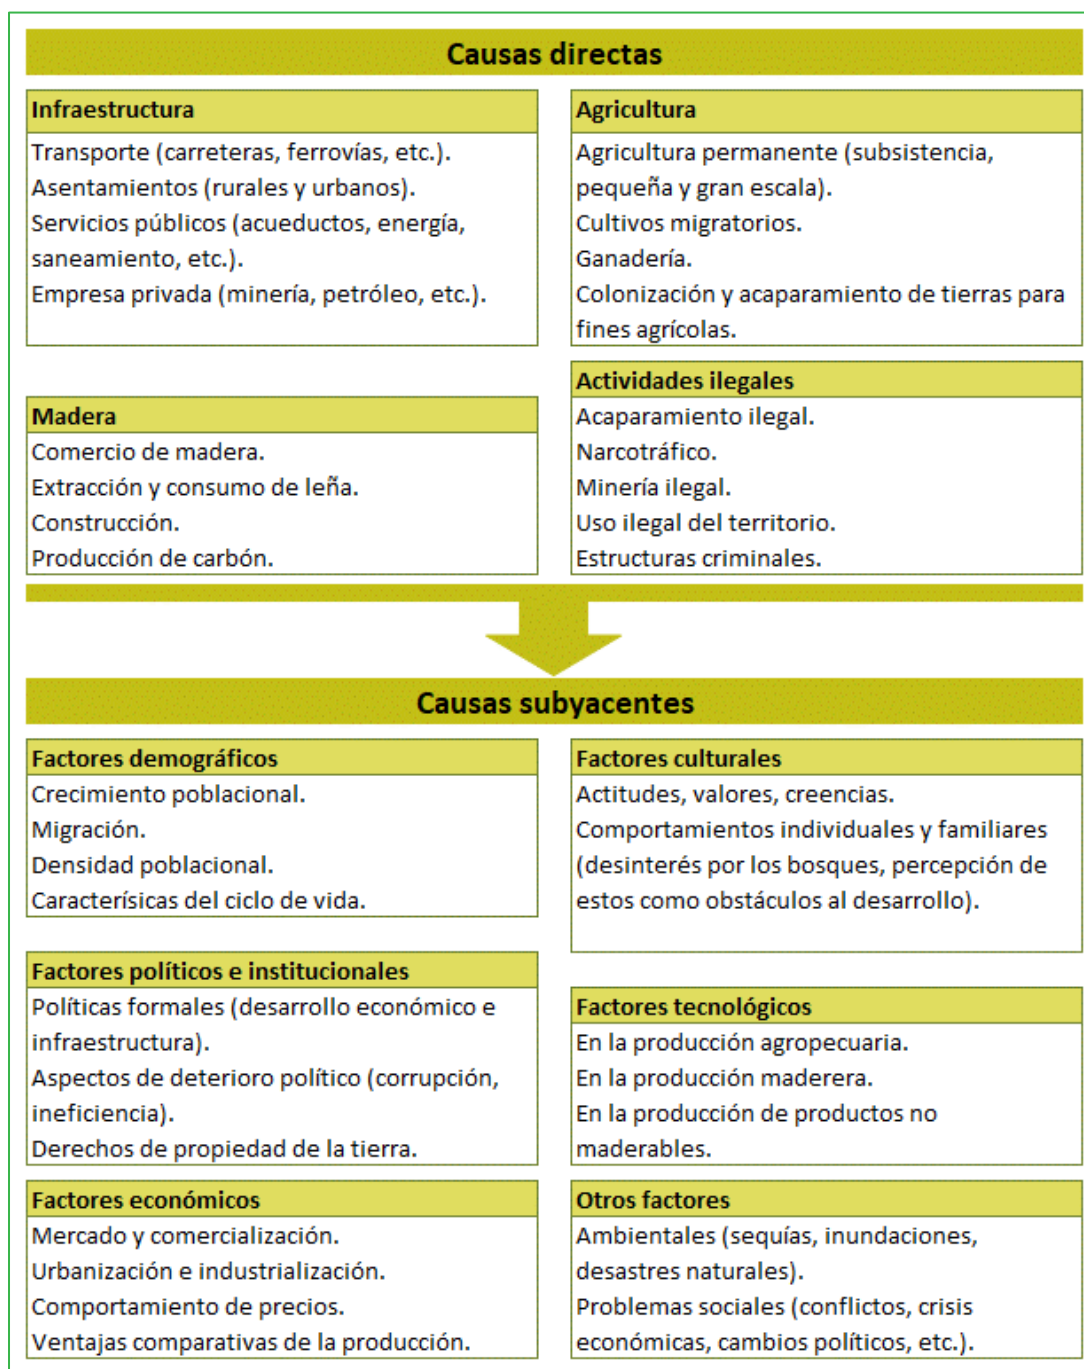 Causas directas
Infraestructura
Transporte (carreteras, ferrovías, etc.).
Asentamientos (rurales y urbanos).
Servicios públicos (acueductos, energía,
saneamiento, etc.).
Empresa privada (minería, petróleo, etc.).
Agricultura
Agricultura permanente (subsistencia,
pequeña y gran escala).
Cultivos migratorios.
Ganadería.
Colonización y acaparamiento de tierras para
fines agrícolas.
Madera
Comercio de madera.
Extracción y consumo de leña.
Construcción.
Producción de carbón.
Actividades ilegales
Acaparamiento ilegal.
Narcotráfico.
Minería ilegal.
Uso ilegal del territorio.
Estructuras criminales.
Causas subyacentes
Factores demográficos
Crecimiento poblacional.
Migración.
Densidad poblacional.
Caracterísicas del ciclo de vida.
Factores culturales
Actitudes, valores, creencias.
Comportamientos individuales y familiares
(desinterés por los bosques, percepción de
estos como obstáculos al desarrollo).
Factores políticos e institucionales
Políticas formales (desarrollo económico e
infraestructura).
Aspectos de deterioro político (corrupción,
ineficiencia).
Derechos de propiedad de la tierra.
Factores tecnológicos
En la producción agropecuaria.
En la producción maderera.
En la producción de productos no
maderables.
Factores económicos
Mercado y comercialización.
Urbanización e industrialización.
Comportamiento de precios.
Ventajas comparativas de la producción.
Otros factores
Ambientales (sequías, inundaciones,
desastres naturales).
Problemas sociales (conflictos, crisis
económicas, cambios políticos, etc.).